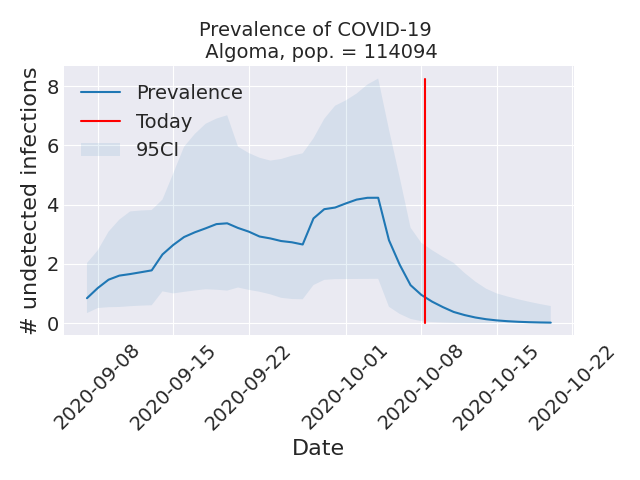 Prevalence of COVID-19
Algoma, pop. = 114094
# undetected infections
8
6
4
2
0
Prevalence
Today
95CI
2020-09-08
2020-09-15
2020-09-22
2020-10-01
2020-10-08
2020-10-15
2020-10-22
Date